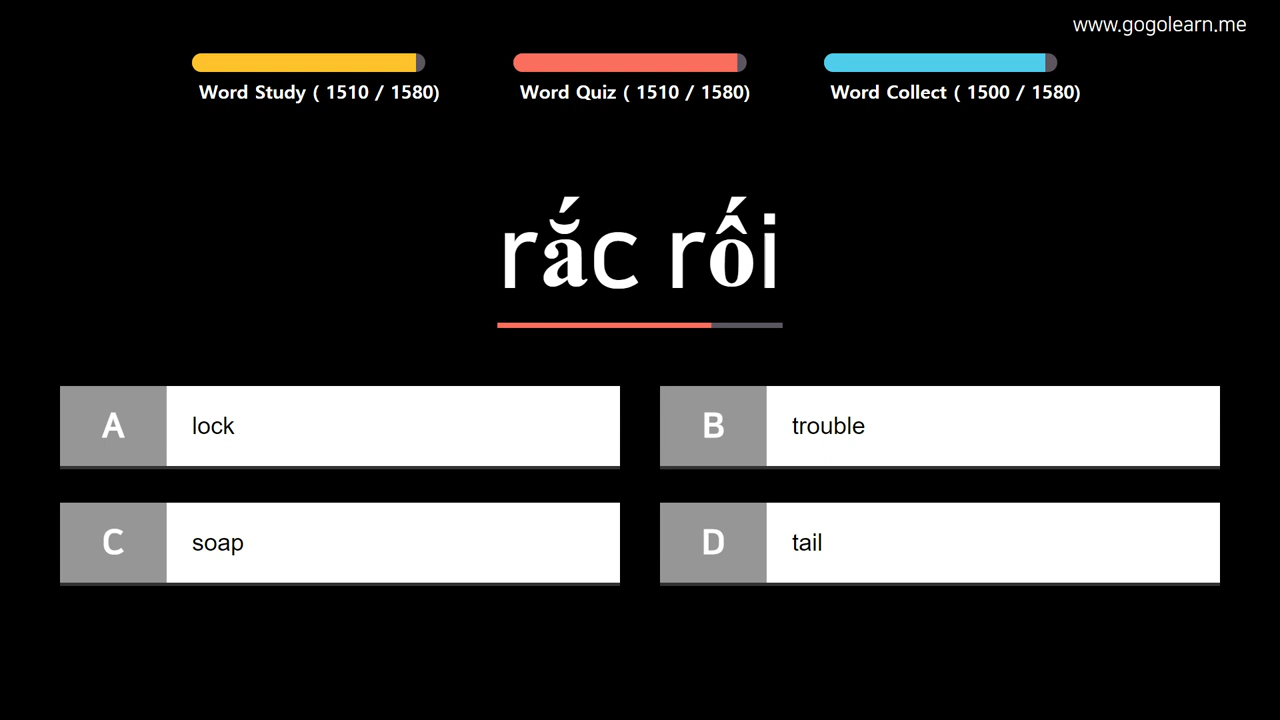 www.gogolearn.me
Word Study ( 1510 / 1580)
Word Quiz ( 1510 / 1580)
Word Collect ( 1500 / 1580)
rắc rối
A lock
B trouble
C soap
D tail